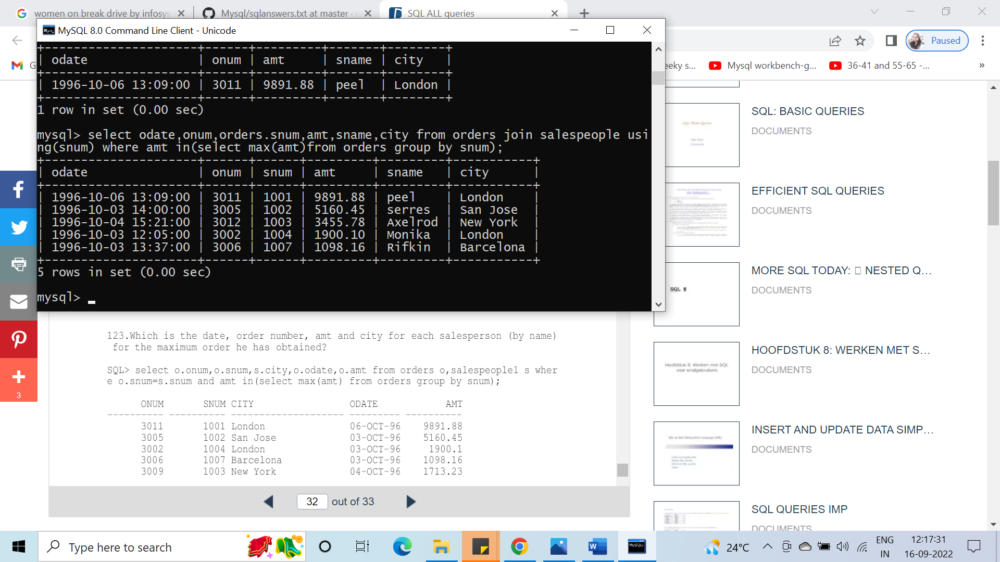 women on break drive by infosys
Mysql/sqlanswers.txt at master ·
SQL ALL queries
MySQL 8.0 Command Line Client - Unicode
Paused
G
eeky s...
Mysql workbench-g...
36-41 and 55-65 -...
»
+---------------------+------+---------+-------+--------+
| odate | onum | amt | sname | city |
+---------------------+------+---------+-------+--------+
| 1996-10-06 13:09:00 | 3011 | 9891.88 | peel | London |
+---------------------+------+---------+-------+--------+
1 row in set (0.00 sec)
mysql> select odate,onum,orders.snum,amt,sname,city from orders join salespeople usi
ng(snum) where amt in(select max(amt)from orders group by snum);
+---------------------+------+------+---------+---------+-----------+
| odate | onum | snum | amt | sname | city |
+---------------------+------+------+---------+---------+-----------+
| 1996-10-06 13:09:00 | 3011 | 1001 | 9891.88 | peel | London |
| 1996-10-03 14:00:00 | 3005 | 1002 | 5160.45 | serres | San Jose |
| 1996-10-04 15:21:00 | 3012 | 1003 | 3455.78 | Axelrod | New York |
| 1996-10-03 12:05:00 | 3002 | 1004 | 1900.10 | Monika | London |
| 1996-10-03 13:37:00 | 3006 | 1007 | 1098.16 | Rifkin | Barcelona |
+---------------------+------+------+---------+---------+-----------+
5 rows in set (0.00 sec)
mysql>
3
123.Which is the date, order number, amt and city for each salesperson (by name)
for the maximum order he has obtained?
SQL> select o.onum,o.snum,s.city,o.odate,o.amt from orders o,salespeople1 s wher
e o.snum=s.snum and amt in(select max(amt) from orders group by snum);
ONUM SNUM CITY ODATE AMT
---------- ---------- -------------------- --------- ----------
3011 1001 London 06-OCT-96 9891.88
3005 1002 San Jose 03-OCT-96 5160.45
3002 1004 London 03-OCT-96 1900.1
3006 1007 Barcelona 03-OCT-96 1098.16
3009 1003 New York 04-OCT-96 1713.23
32 out of 33
SQL: BASIC QUERIES
DOCUMENTS
EFFICIENT SQL QUERIES
DOCUMENTS
SQL II
MORE SQL TODAY: NESTED Q...
DOCUMENTS
Hoofdstuk 8: Werken met SQL
voor eindgebruikers
HOOFDSTUK 8: WERKEN MET S...
DOCUMENTS
INSERT AND UPDATE DATA SIMP...
DOCUMENTS
SQL QUERIES IMP
DOCUMENTS
Type here to search
24°C
ENG
IN
12:17:31
16-09-2022